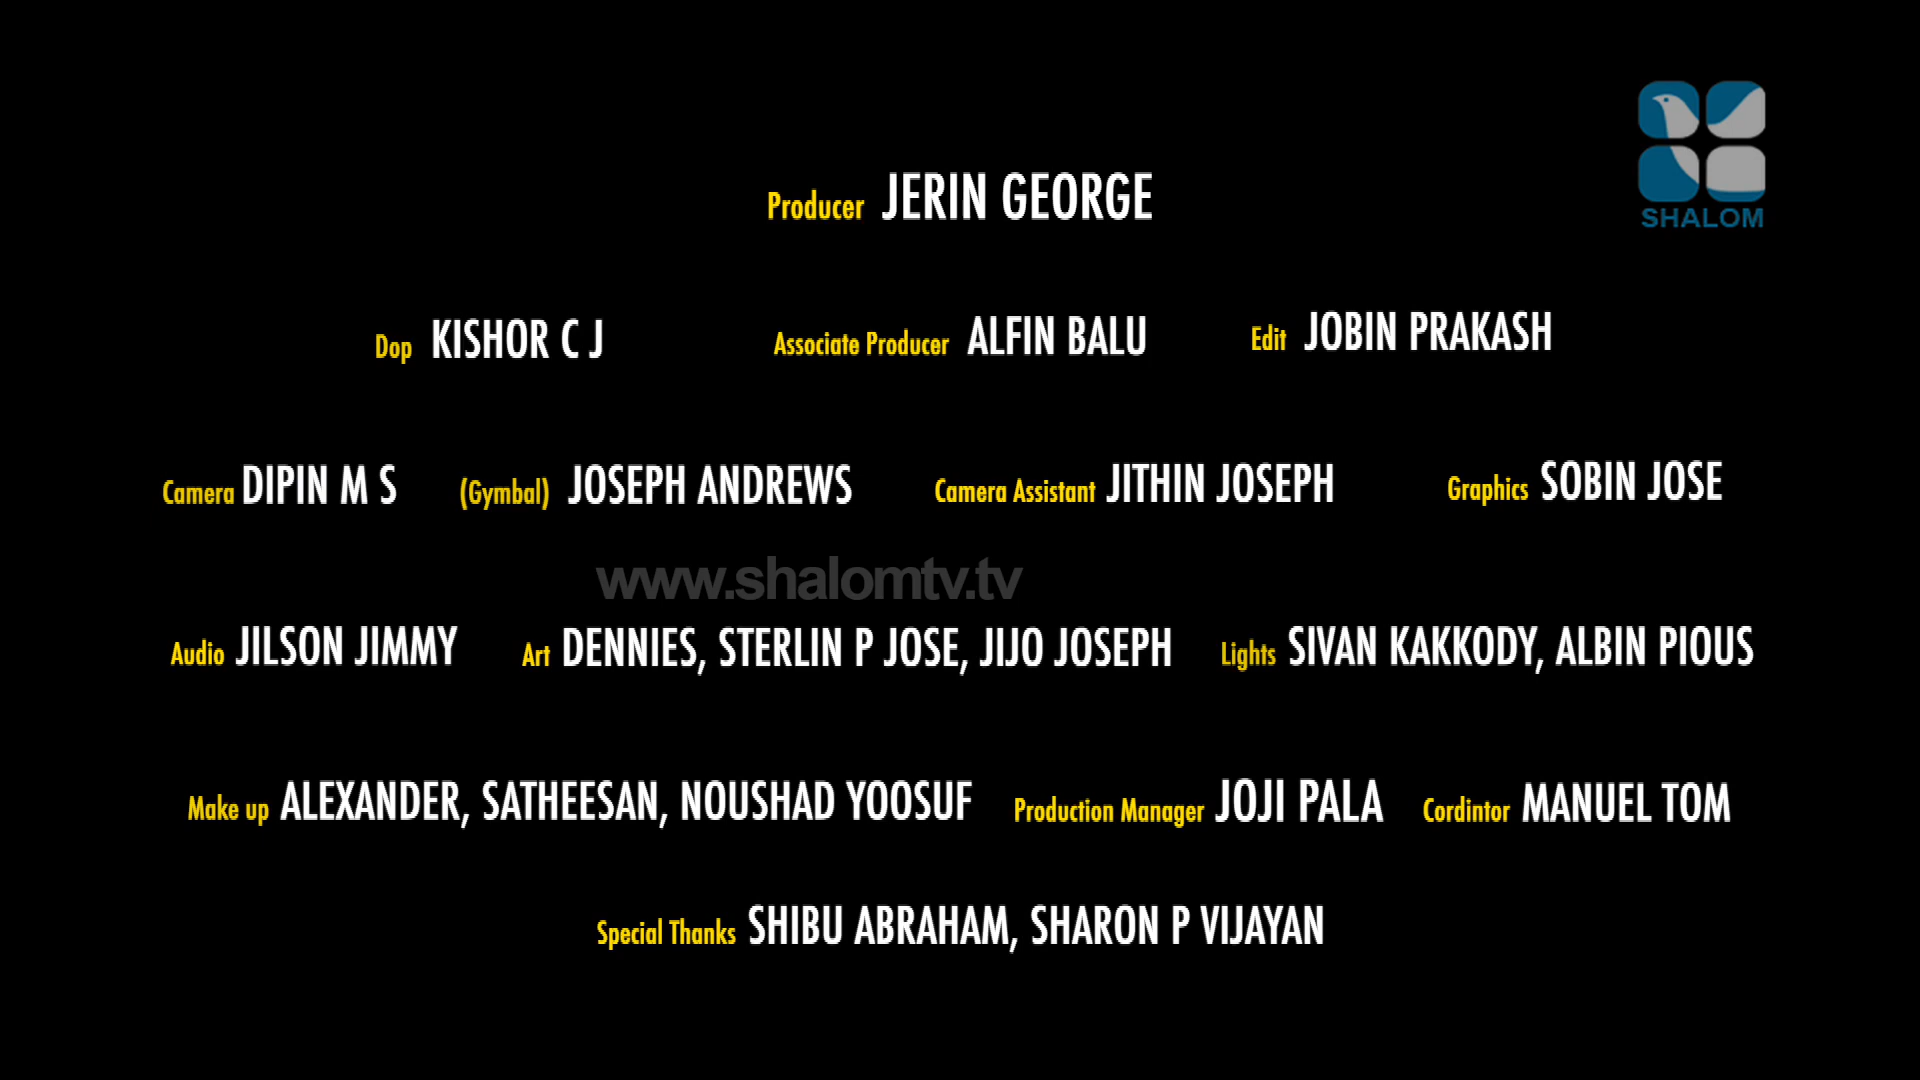 SHALOM
Producer JERIN GEORGE
Dop KISHOR C J Associate Producer ALFIN BALU Edit JOBIN PRAKASH
Camera DIPIN M S (Gymbal) JOSEPH ANDREWS Camera Assistant JITHIN JOSEPH Graphics SOBIN JOSE
www.shalomtv.tv
Audio JILSON JIMMY Art DENNIES, STERLIN P JOSE, JIJO JOSEPH Lights SIVAN KAKKODY, ALBIN PIOUS
Make up ALEXANDER, SATHEESAN, NOUSHAD YOOSUF Production Manager JOJI PALA Cordintor MANUEL TOM
Special Thanks SHIBU ABRAHAM, SHARON P VIJAYAN